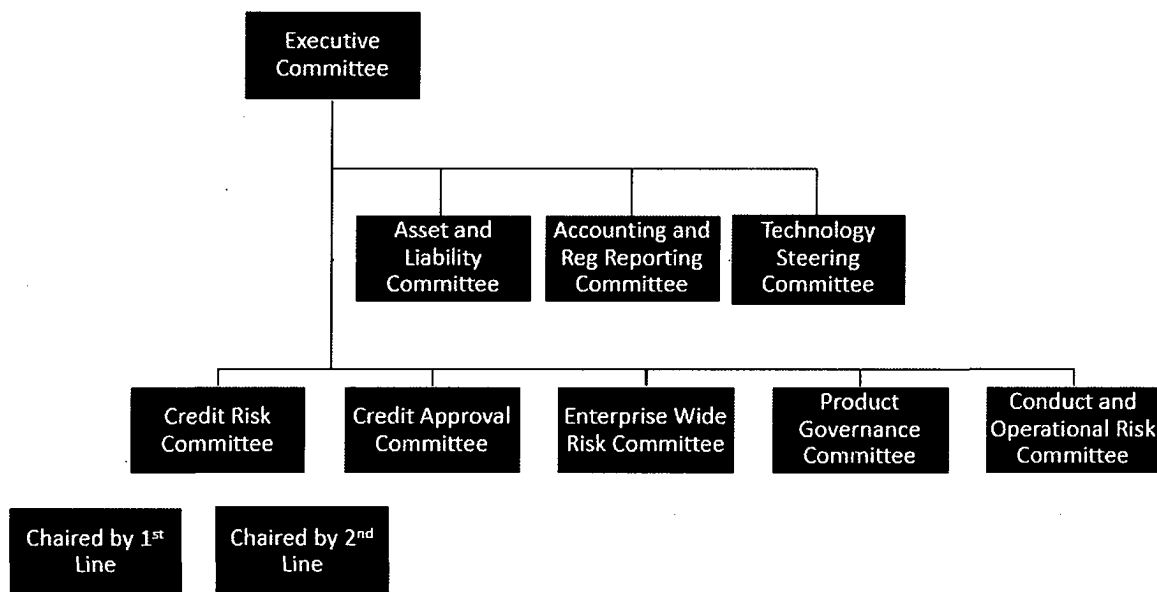 Executive
Committee
Asset and
Liability
Committee
Accounting and
Reg Reporting
Committee
Technology
Steering
Committee
Credit Risk
Committee
Credit Approval
Committee
Enterprise Wide
Risk Committee
Product
Governance
Committee
Conduct and
Operational Risk
Committee
Chaired by 1st
Line
Chaired by 2nd
Line